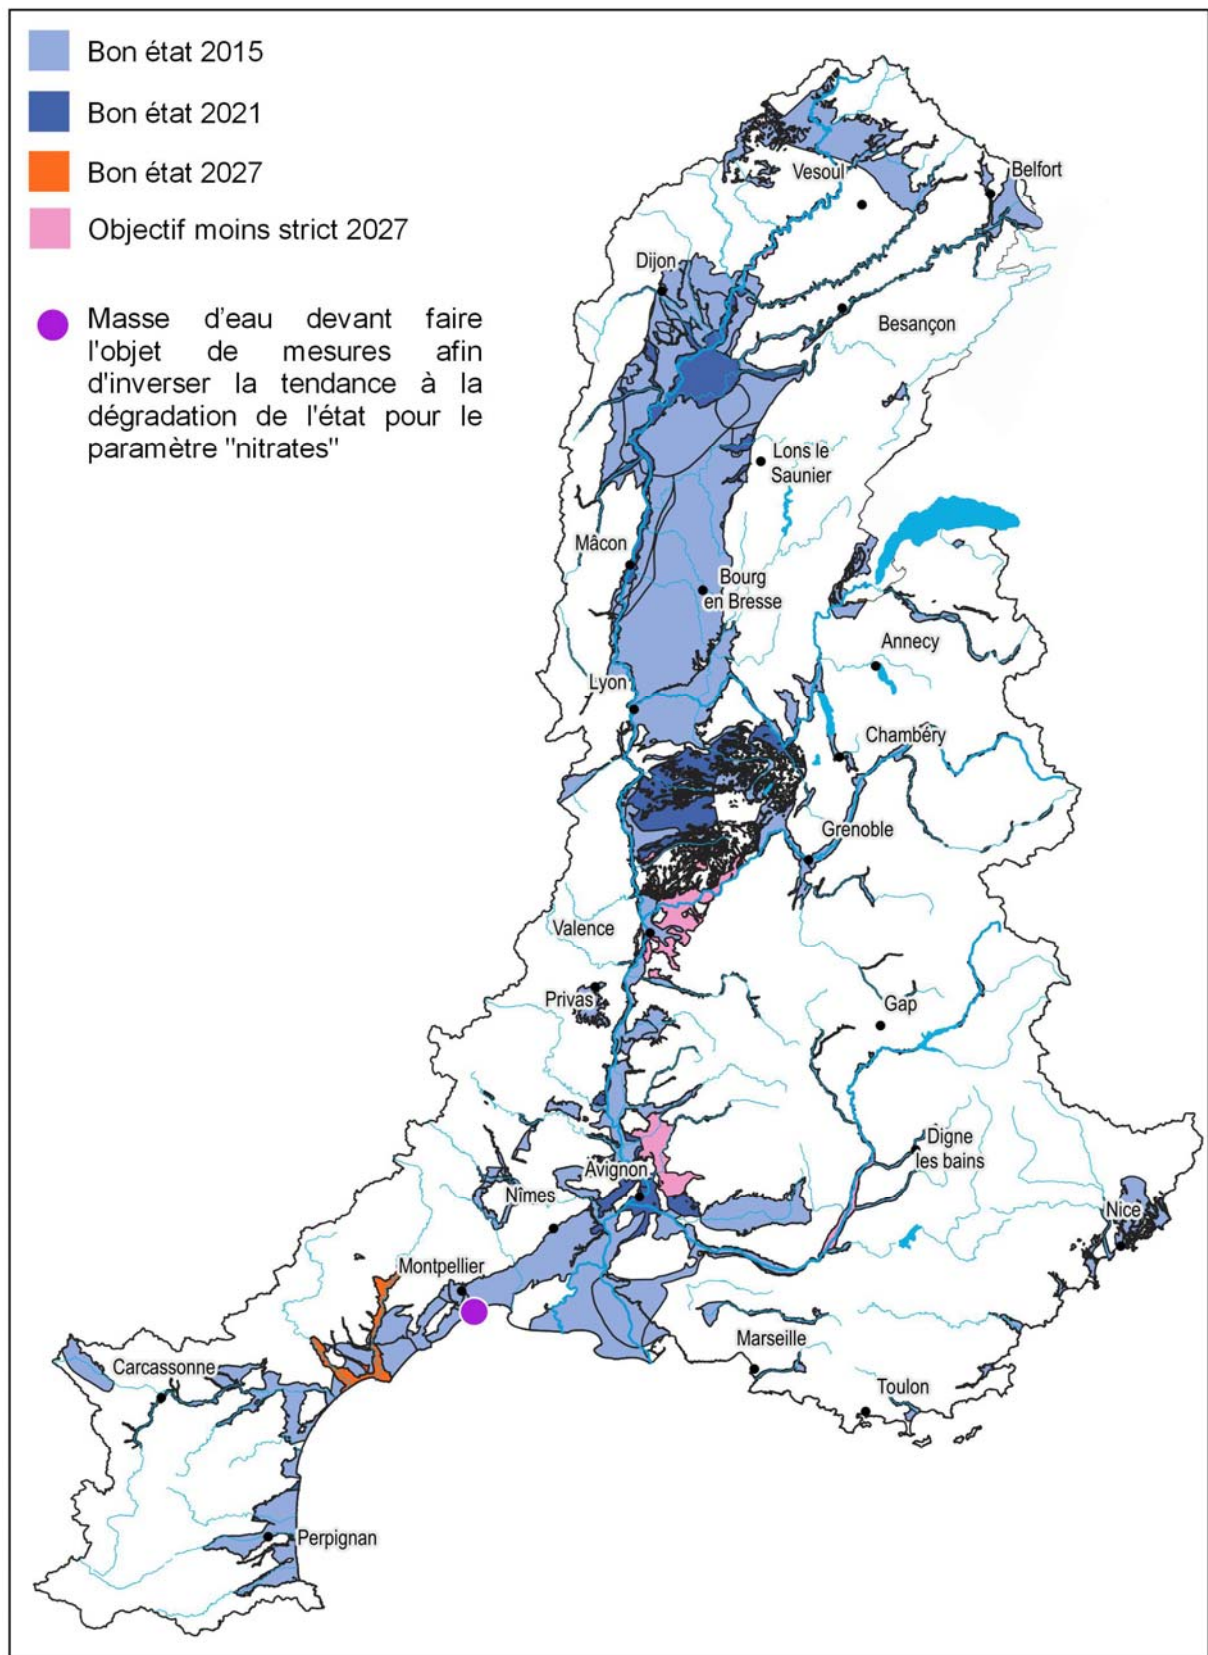 Bon état 2015
Bon état 2021
Bon état 2027
Objectif moins strict 2027
Masse d'eau devant faire
l'objet de mesures afin
d'inverser la tendance à la
dégradation de l'état pour le
paramètre "nitrates"
Vesoul
Belfort
Dijon
Besançon
Lons le
Saunier
Mâcon
Bourg
en Bresse
Annecy
Lyon
Chambéry
Grenoble
Valence
Privas
Gap
Digne
les bains
Avignon
Nîmes
Nice
Montpellier
Marseille
Carcassonne
Toulon
Perpignan